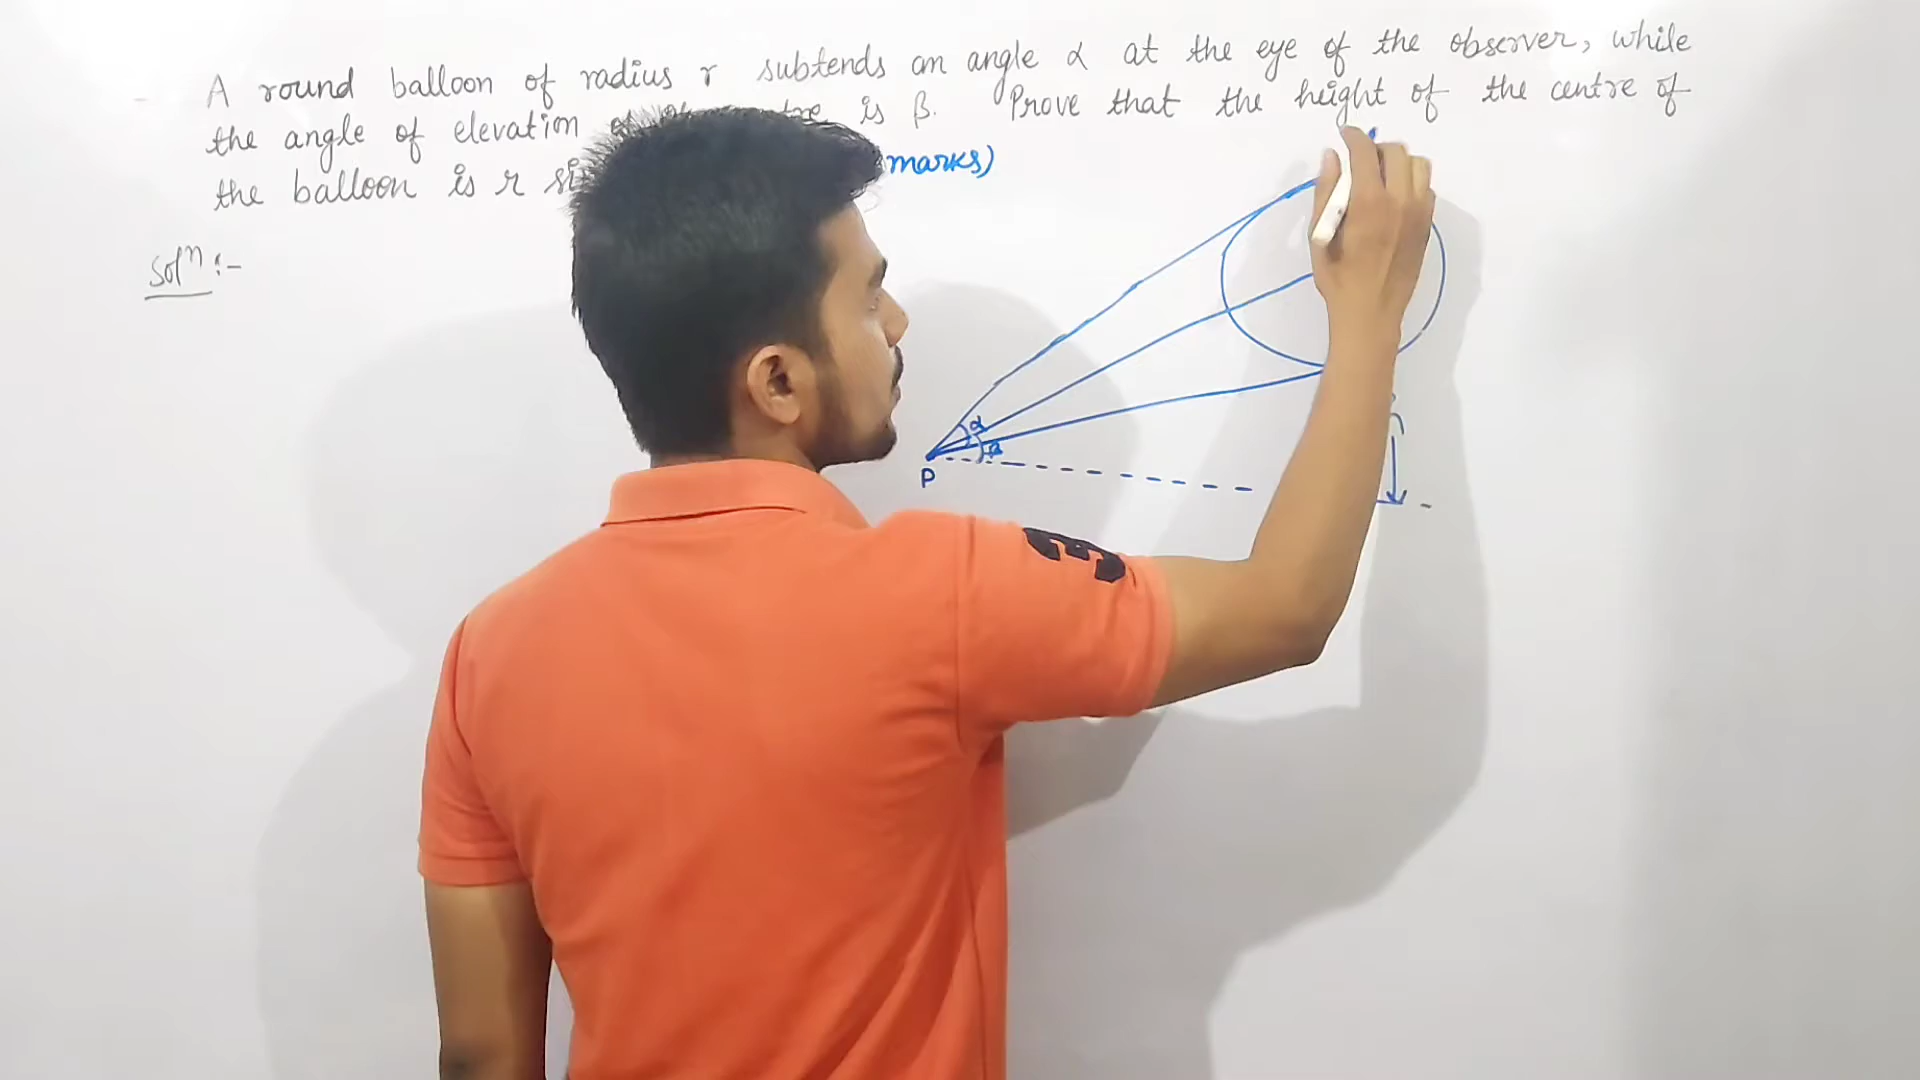 A round balloon of radius r subtends an angle α at the eye of the observer, while
the angle of elevation is β. Prove that the height of the centre of
the balloon is r marks)
Solⁿ :-
α
β
P